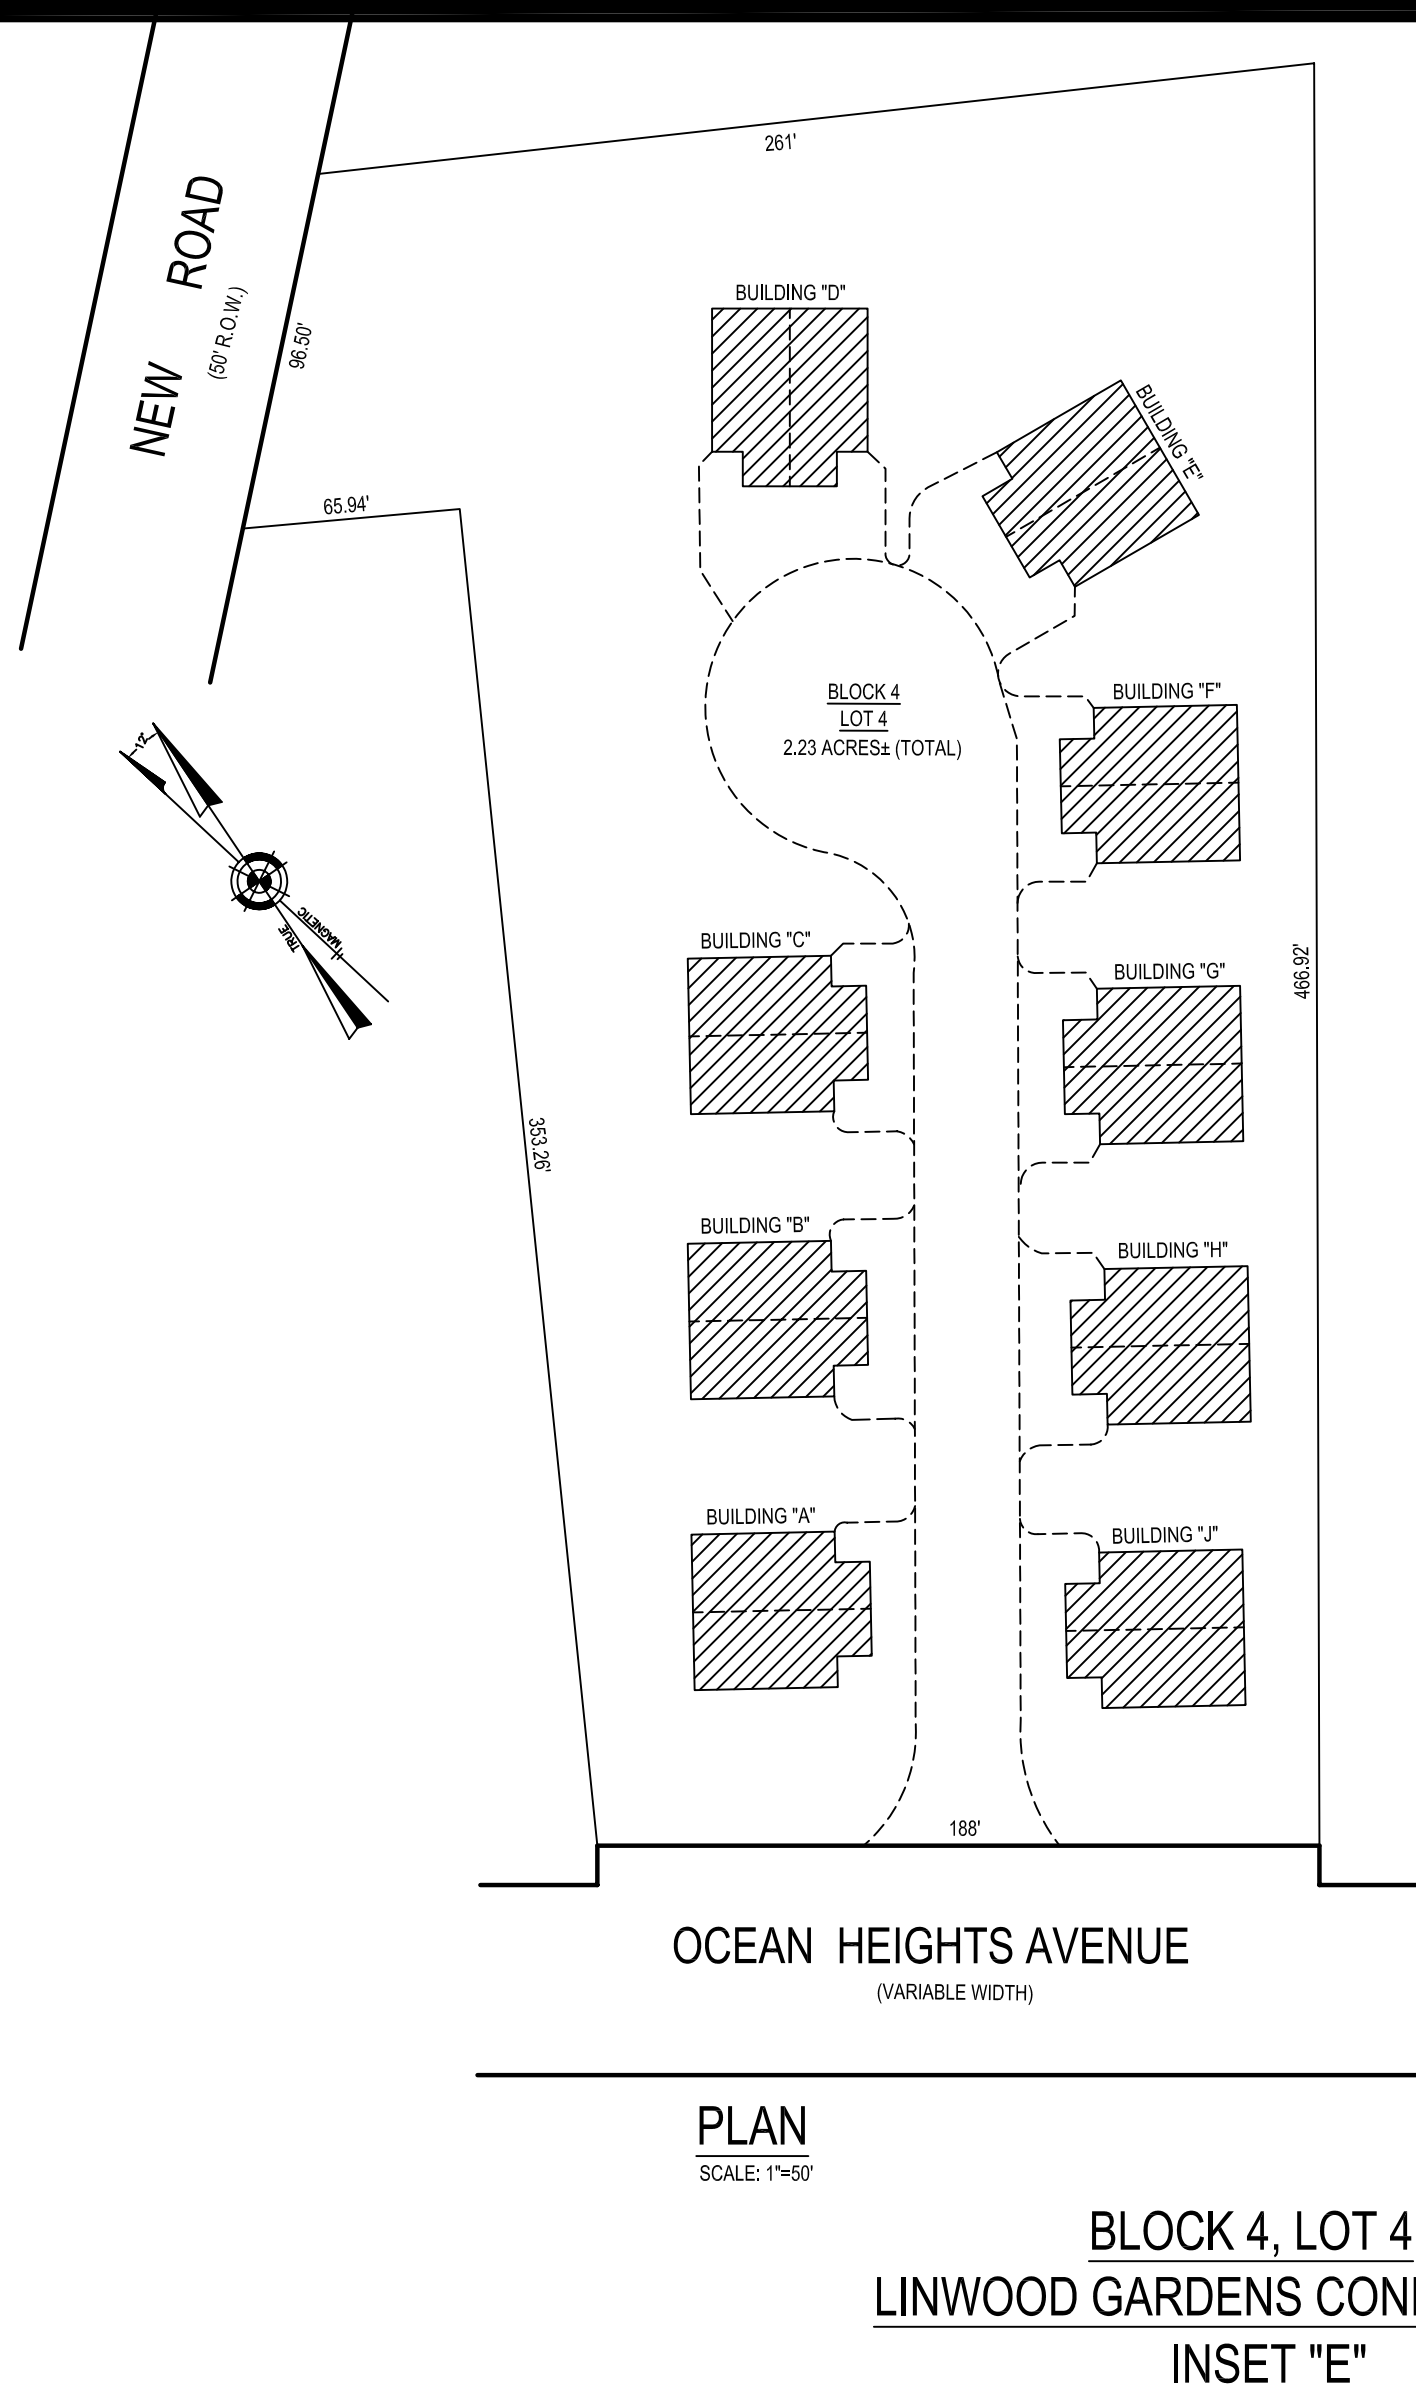 261'
NEW ROAD
(50' R.O.W.)
96.50'
BUILDING "D"
BUILDING "E"
65.94'
BLOCK 4
LOT 4
2.23 ACRES± (TOTAL)
BUILDING "F"
12°
TRUE
MAGNETIC
BUILDING "C"
BUILDING "G"
466.92'
353.26'
BUILDING "B"
BUILDING "H"
BUILDING "A"
BUILDING "J"
188'
OCEAN HEIGHTS AVENUE
(VARIABLE WIDTH)
PLAN
SCALE: 1"=50'
BLOCK 4, LOT 4
LINWOOD GARDENS
INSET "E"